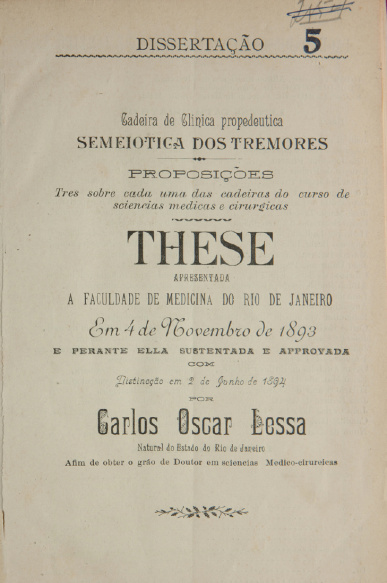 DISSERTAÇÃO 5
Cadeira de Clinica propedeutica
SEMEIOTICA DOS TREMORES
PROPOSIÇÕES
Tres sobre cada uma das cadeiras do curso de
sciencias medicas e cirurgicas
THESE
APRESENTADA
A FACULDADE DE MEDICINA DO RIO DE JANEIRO
Em 4 de Novembro de 1893
E PERANTE ELLA SUSTENTADA E APPROVADA
COM
Distincção em 2 de Junho de 1894
POR
Carlos Oscar Lessa
Natural do Estado do Rio de Janeiro
Afim de obter o gráo de Doutor em sciencias Medico-cirurgicas